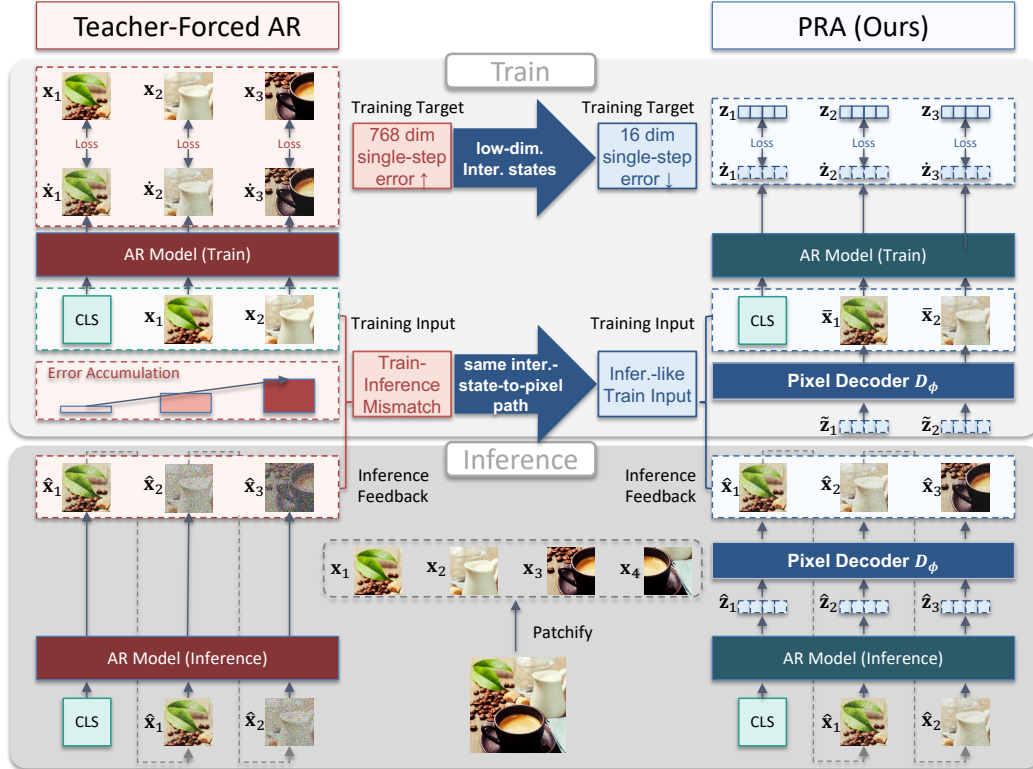 Teacher-Forced AR
PRA (Ours)
Train
x₁
x₂
x₃
Loss
Loss
Loss
ẋ₁
ẋ₂
ẋ₃
AR Model (Train)
CLS
x₁
x₂
Error Accumulation
Training Target
768 dim
single-step
error ↑
low-dim.
Inter. states
Training Target
16 dim
single-step
error ↓
Training Input
Train-
Inference
Mismatch
same inter.-
state-to-pixel
path
Training Input
Infer.-like
Train Input
z₁
z₂
z₃
Loss
Loss
Loss
ż₁
ż₂
ż₃
AR Model (Train)
CLS
x̄₁
x̄₂
Pixel Decoder D_ϕ
z̃₁
z̃₂
Inference
x̂₁
x̂₂
x̂₃
Inference
Feedback
AR Model (Inference)
CLS
x̂₁
x̂₂
x₁
x₂
x₃
x₄
Patchify
Inference
Feedback
x̂₁
x̂₂
x̂₃
Pixel Decoder D_ϕ
ẑ₁
ẑ₂
ẑ₃
AR Model (Inference)
CLS
x̂₁
x̂₂